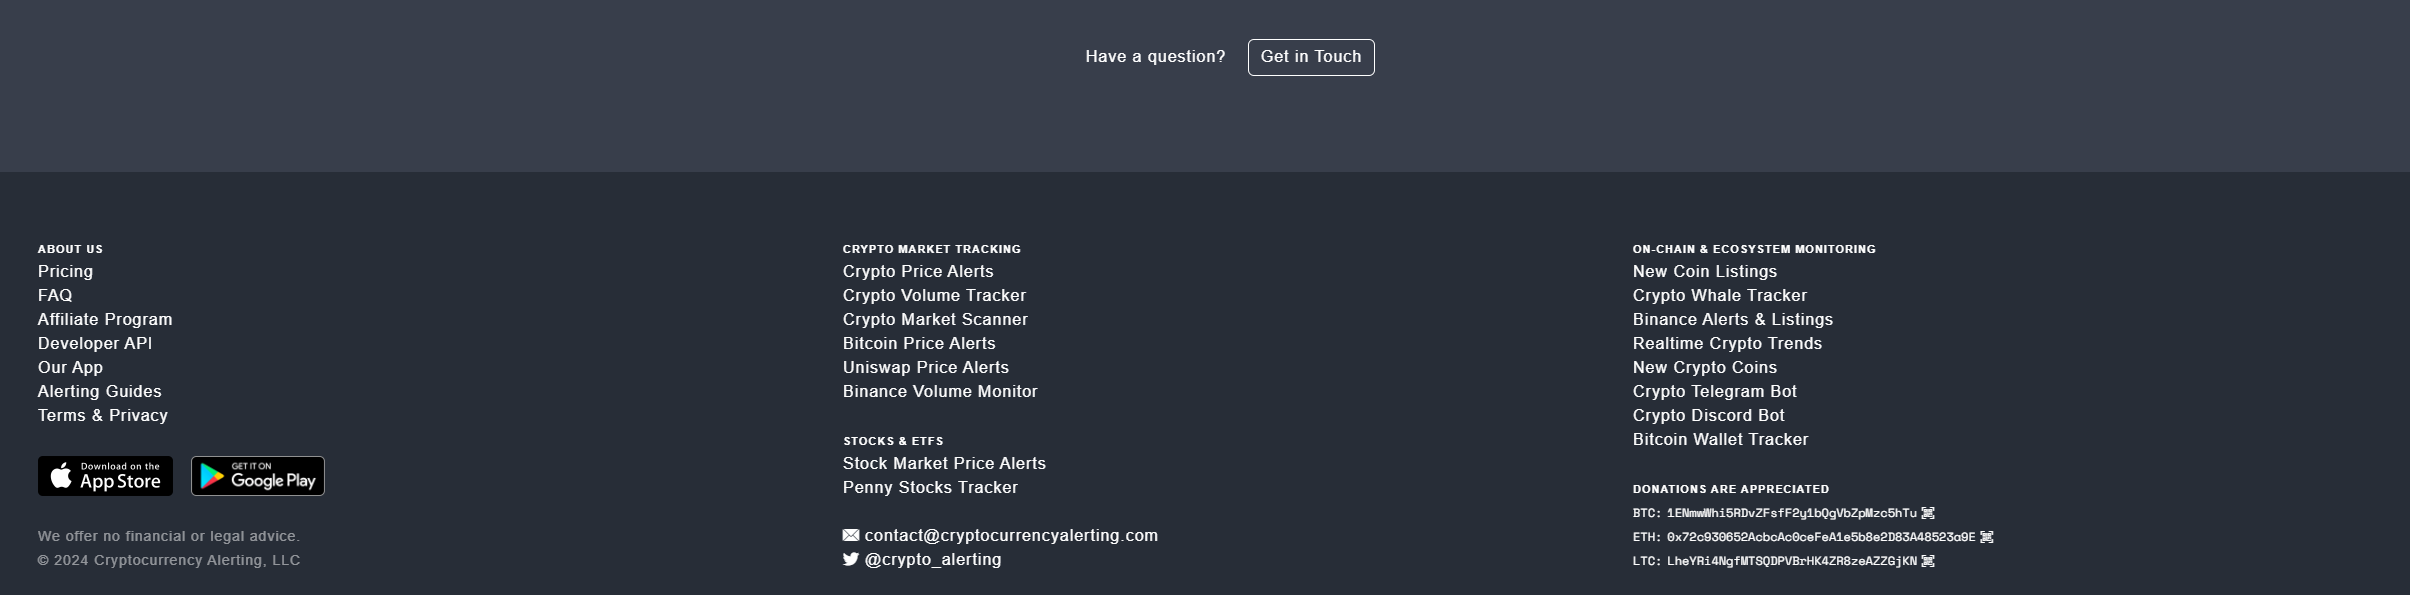 Have a question? Get in Touch
ABOUT US
Pricing
FAQ
Affiliate Program
Developer API
Our App
Alerting Guides
Terms & Privacy
Download on the
App Store
GET IT ON
Google Play
We offer no financial or legal advice.
© 2024 Cryptocurrency Alerting, LLC
CRYPTO MARKET TRACKING
Crypto Price Alerts
Crypto Volume Tracker
Crypto Market Scanner
Bitcoin Price Alerts
Uniswap Price Alerts
Binance Volume Monitor
STOCKS & ETFS
Stock Market Price Alerts
Penny Stocks Tracker
contact@cryptocurrencyalerting.com
@crypto_alerting
ON-CHAIN & ECOSYSTEM MONITORING
New Coin Listings
Crypto Whale Tracker
Binance Alerts & Listings
Realtime Crypto Trends
New Crypto Coins
Crypto Telegram Bot
Crypto Discord Bot
Bitcoin Wallet Tracker
DONATIONS ARE APPRECIATED
BTC: 1ENmwWhi5RDvZFsfF2y1bQgVbZpMzc5hTu
ETH: 0x72c930652AcbcAc0ceFeA1e5b8e2D83A48523a9E
LTC: LheYRi4NgfMTSQDPVBrHK4ZR8zeAZZGjKN